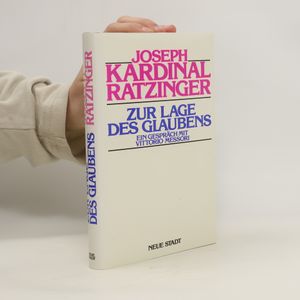 JOSEPH
KARDINAL
RATZINGER
ZUR LAGE
DES GLAUBENS
EIN GESPRÄCH MIT
VITTORIO MESSORI
NEUE STADT
RATZINGER
DES GLAUBENS